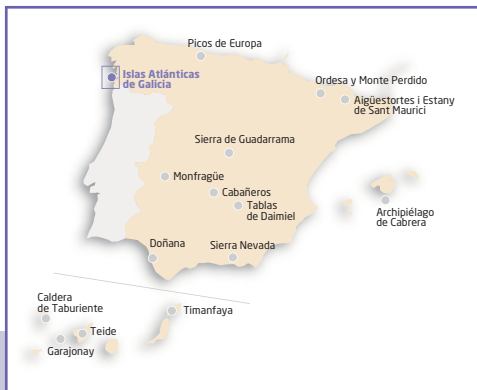 Picos de Europa
Islas Atlánticas
de Galicia
Ordesa y Monte Perdido
Aigüestortes i Estany
de Sant Maurici
Sierra de Guadarrama
Monfragüe
Cabañeros
Tablas
de Daimiel
Archipiélago
de Cabrera
Doñana
Sierra Nevada
Caldera
de Taburiente
Timanfaya
Teide
Garajonay